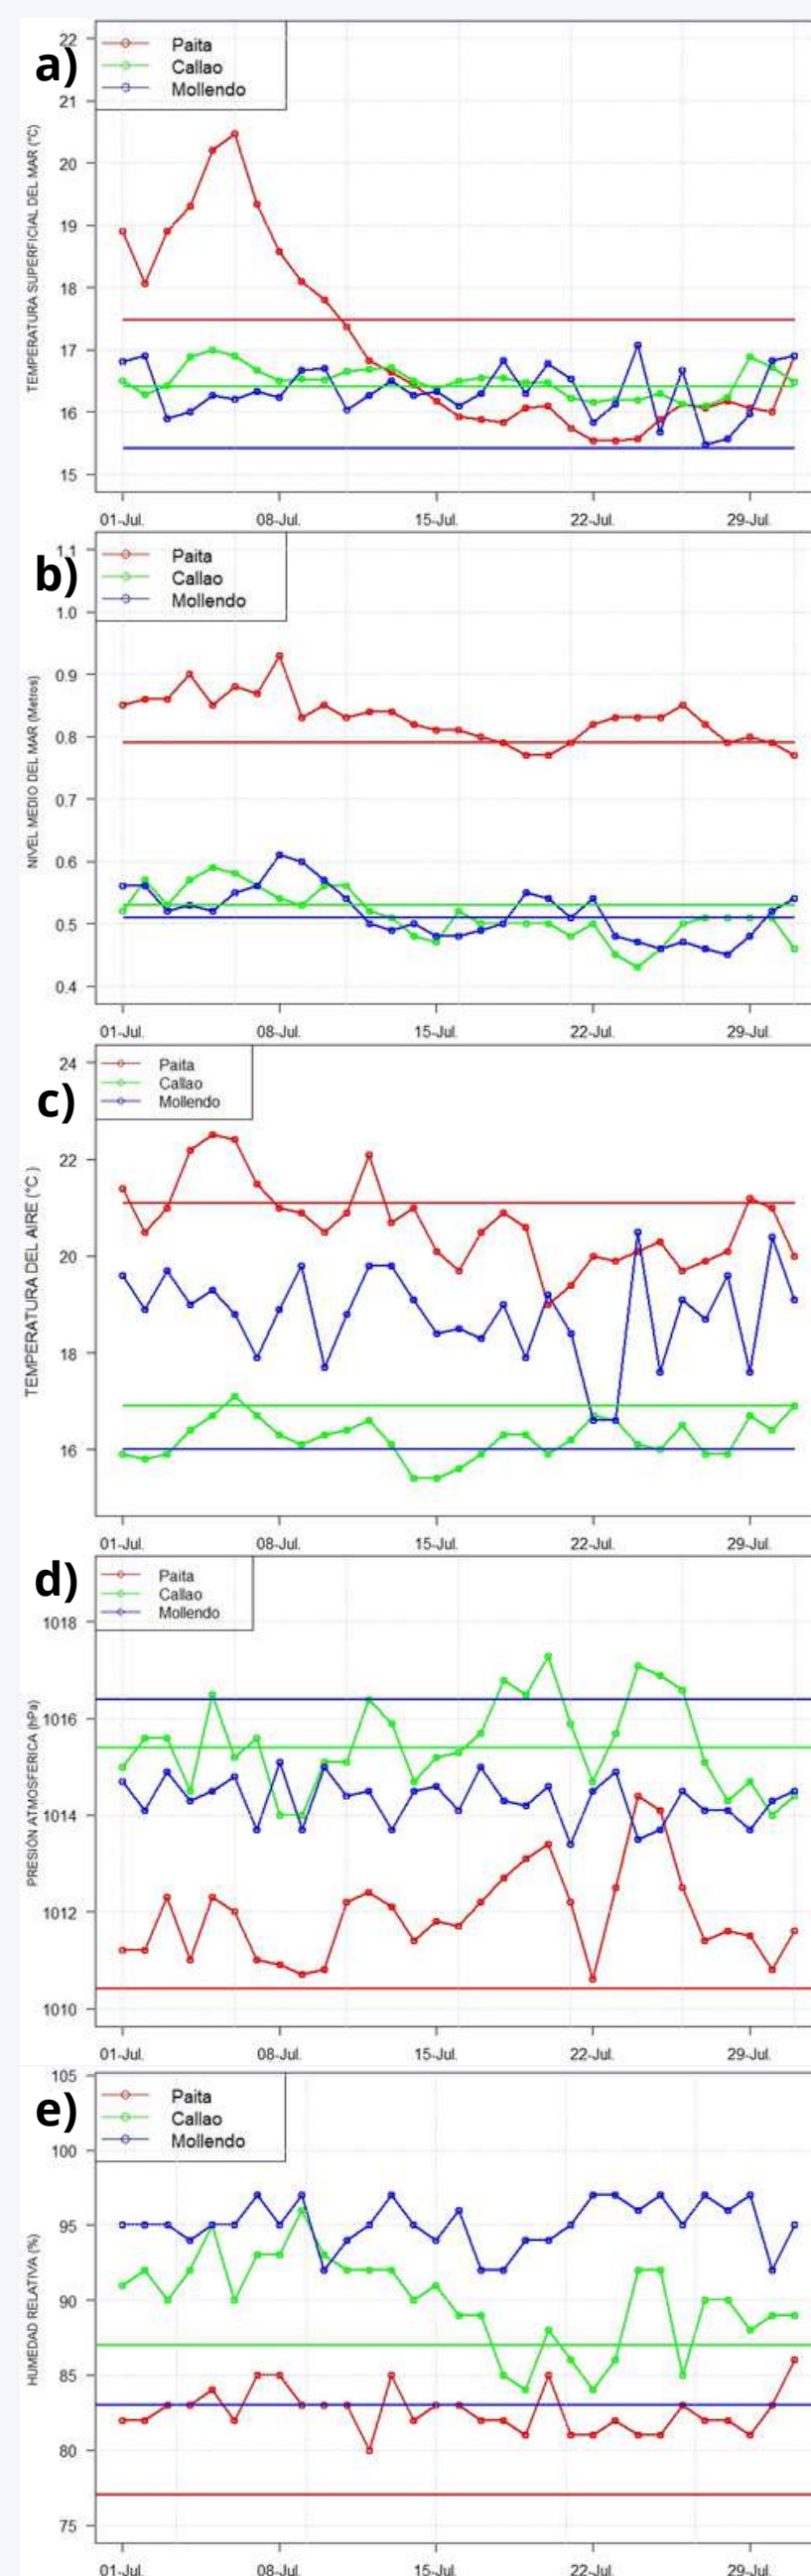 a)
Paita
Callao
Mollendo
TEMPERATURA SUPERFICIAL DEL MAR (°C)
22
21
20
19
18
17
16
15
01-Jul.
08-Jul.
15-Jul.
22-Jul.
29-Jul.
b)
Paita
Callao
Mollendo
NIVEL MEDIO DEL MAR (Metros)
1.1
1.0
0.9
0.8
0.7
0.6
0.5
0.4
01-Jul.
08-Jul.
15-Jul.
22-Jul.
29-Jul.
c)
Paita
Callao
Mollendo
TEMPERATURA DEL AIRE (°C )
24
22
20
18
16
01-Jul.
08-Jul.
15-Jul.
22-Jul.
29-Jul.
d)
Paita
Callao
Mollendo
PRESIÓN ATMOSFERICA (hPa)
1018
1016
1014
1012
1010
01-Jul.
08-Jul.
15-Jul.
22-Jul.
29-Jul.
e)
Paita
Callao
Mollendo
HUMEDAD RELATIVA (%)
105
100
95
90
85
80
75
01-Jul.
08-Jul.
15-Jul.
22-Jul.
29-Jul.